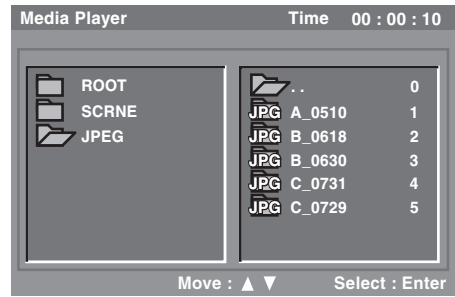 Media Player Time 00 : 00 : 10
ROOT
SCRNE
JPEG
. . 0
JPG A_0510 1
JPG B_0618 2
JPG B_0630 3
JPG C_0731 4
JPG C_0729 5
Move : ▲ ▼ Select : Enter